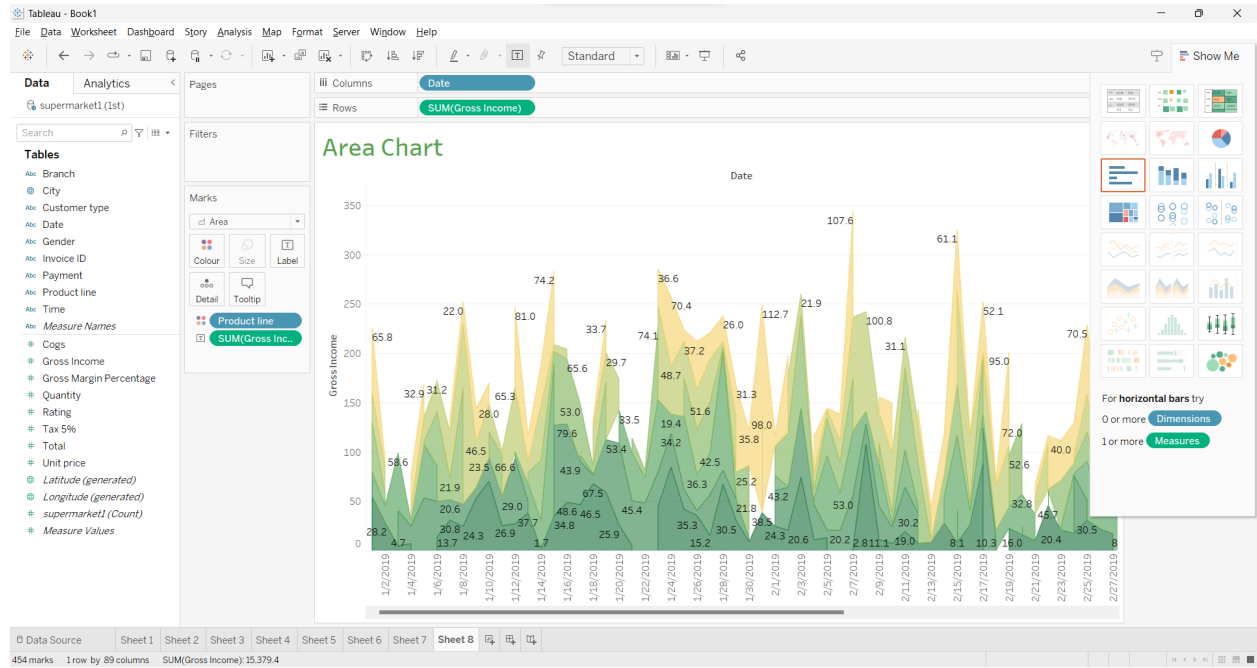 Tableau - Book1
File Data Worksheet Dashboard Story Analysis Map Format Server Window Help
Standard
Show Me
Data Analytics
supermarket1 (1st)
Search
Tables
Abc Branch
City
Abc Customer type
Abc Date
Abc Gender
Abc Invoice ID
Abc Payment
Abc Product line
Abc Time
Abc Measure Names
# Cogs
# Gross Income
# Gross Margin Percentage
# Quantity
# Rating
# Tax 5%
# Total
# Unit price
Latitude (generated)
Longitude (generated)
# supermarket1 (Count)
# Measure Values
Pages
Filters
Marks
Area
Colour Size Label
Detail Tooltip
Product line
SUM(Gross Inc..
Columns Date
Rows SUM(Gross Income)
Area Chart
Date
Gross Income
350
300
250
200
150
100
50
0
107.6
61.1
74.2 36.6
22.0 81.0 70.4 21.9 52.1
112.7
65.8 33.7 74.1 26.0 100.8 70.5
37.2 31.1
65.6 29.7 95.0
48.7
32.9 31.2 65.3 31.3
28.0 53.0 51.6
33.5 19.4 98.0
79.6 35.8 72.0
46.5 53.4 34.2 40.0
58.6 23.5 66.6 43.9 42.5 52.6
21.9 36.3 25.2
67.5 43.2
20.6 29.0 48.6 46.5 45.4 21.8 53.0 32.8 45.7
28.2 30.8 37.7 34.8 35.3 30.5 38.5 30.2 30.5
4.7 13.7 24.3 26.9 1.7 25.9 15.2 24.3 20.6 20.2 2.8 11.1 19.0 8.1 10.3 16.0 20.4 8
1/2/2019 1/4/2019 1/6/2019 1/8/2019 1/10/2019 1/12/2019 1/14/2019 1/16/2019 1/18/2019 1/20/2019 1/22/2019 1/24/2019 1/26/2019 1/28/2019 1/30/2019 2/1/2019 2/3/2019 2/5/2019 2/7/2019 2/9/2019 2/11/2019 2/13/2019 2/15/2019 2/17/2019 2/19/2019 2/21/2019 2/23/2019 2/25/2019 2/27/2019
For horizontal bars try
0 or more Dimensions
1 or more Measures
Data Source Sheet 1 Sheet 2 Sheet 3 Sheet 4 Sheet 5 Sheet 6 Sheet 7 Sheet 8
454 marks 1 row by 89 columns SUM(Gross Income): 15,379.4